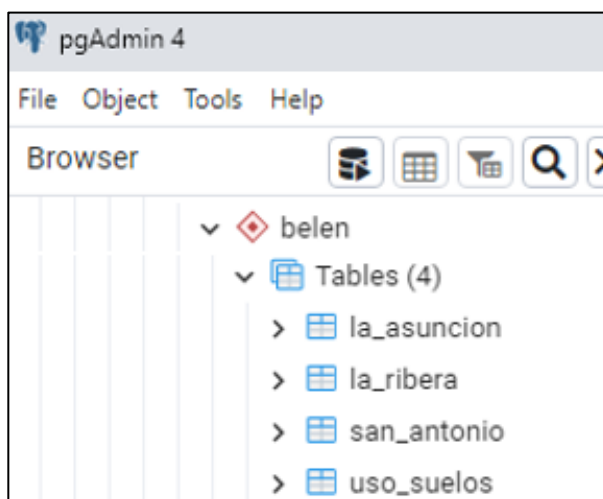 pgAdmin 4
File Object Tools Help
Browser
belen
Tables (4)
la_asuncion
la_ribera
san_antonio
uso_suelos